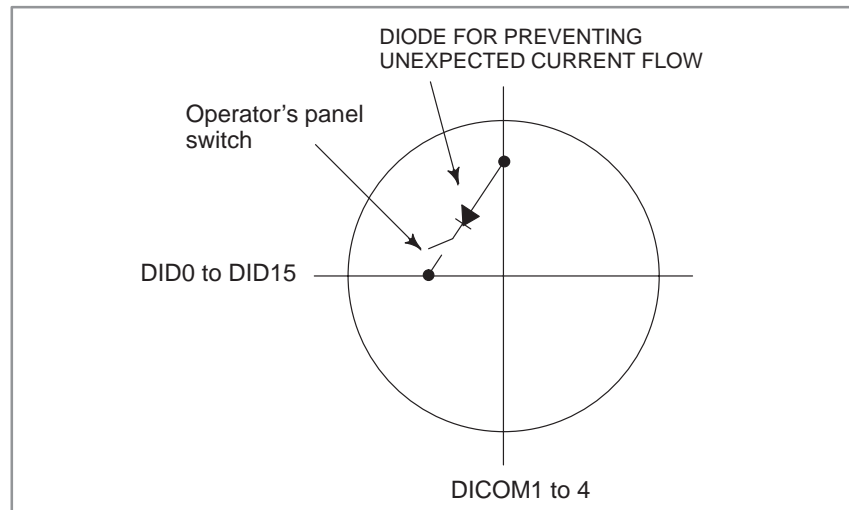 DIODE FOR PREVENTING
UNEXPECTED CURRENT FLOW
Operator's panel
switch
DID0 to DID15
DICOM1 to 4